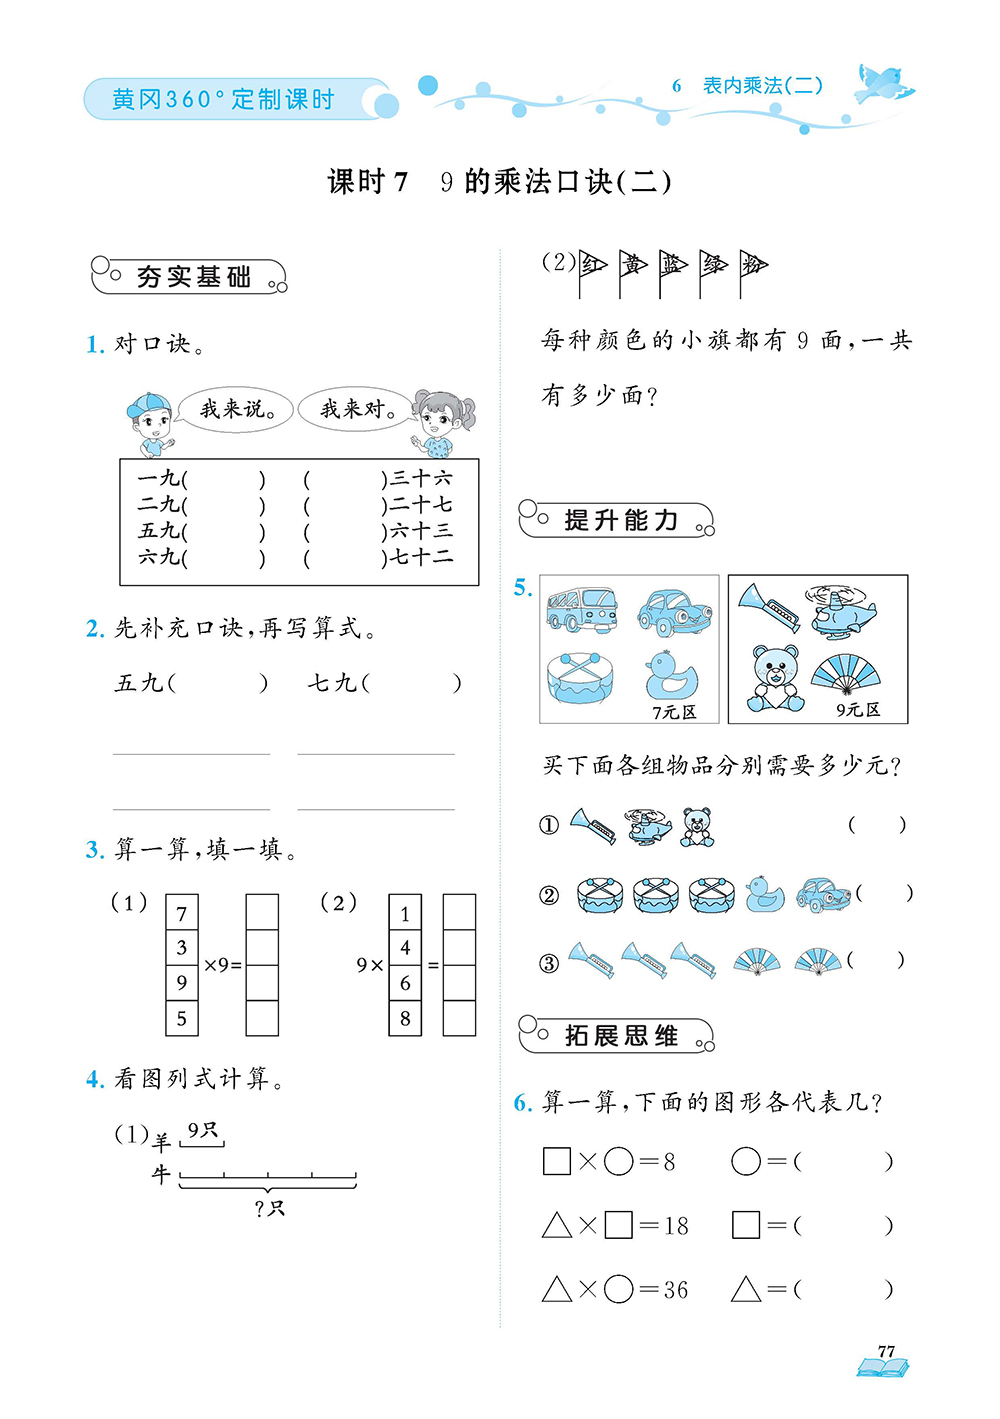 黄冈360°定制课时
6 表内乘法(二)
课时7 9的乘法口诀(二)
夯实基础
1. 对口诀。
我来说。 我来对。
一九( ) ( )三十六
二九( ) ( )二十七
五九( ) ( )六十三
六九( ) ( )七十二
2. 先补充口诀,再写算式。
五九( ) 七九( )
3. 算一算,填一填。
(1) (2)
7 1
3 4
×9= 9× =
9 6
5 8
4. 看图列式计算。
(1) 羊 9只
牛
?只
(2) 红 黄 蓝 绿 粉
每种颜色的小旗都有9面,一共
有多少面?
提升能力
5.
7元区 9元区
买下面各组物品分别需要多少元?
① ( )
② ( )
③ ( )
拓展思维
6. 算一算,下面的图形各代表几?
□×○=8 ○=( )
△×□=18 □=( )
△×○=36 △=( )
77